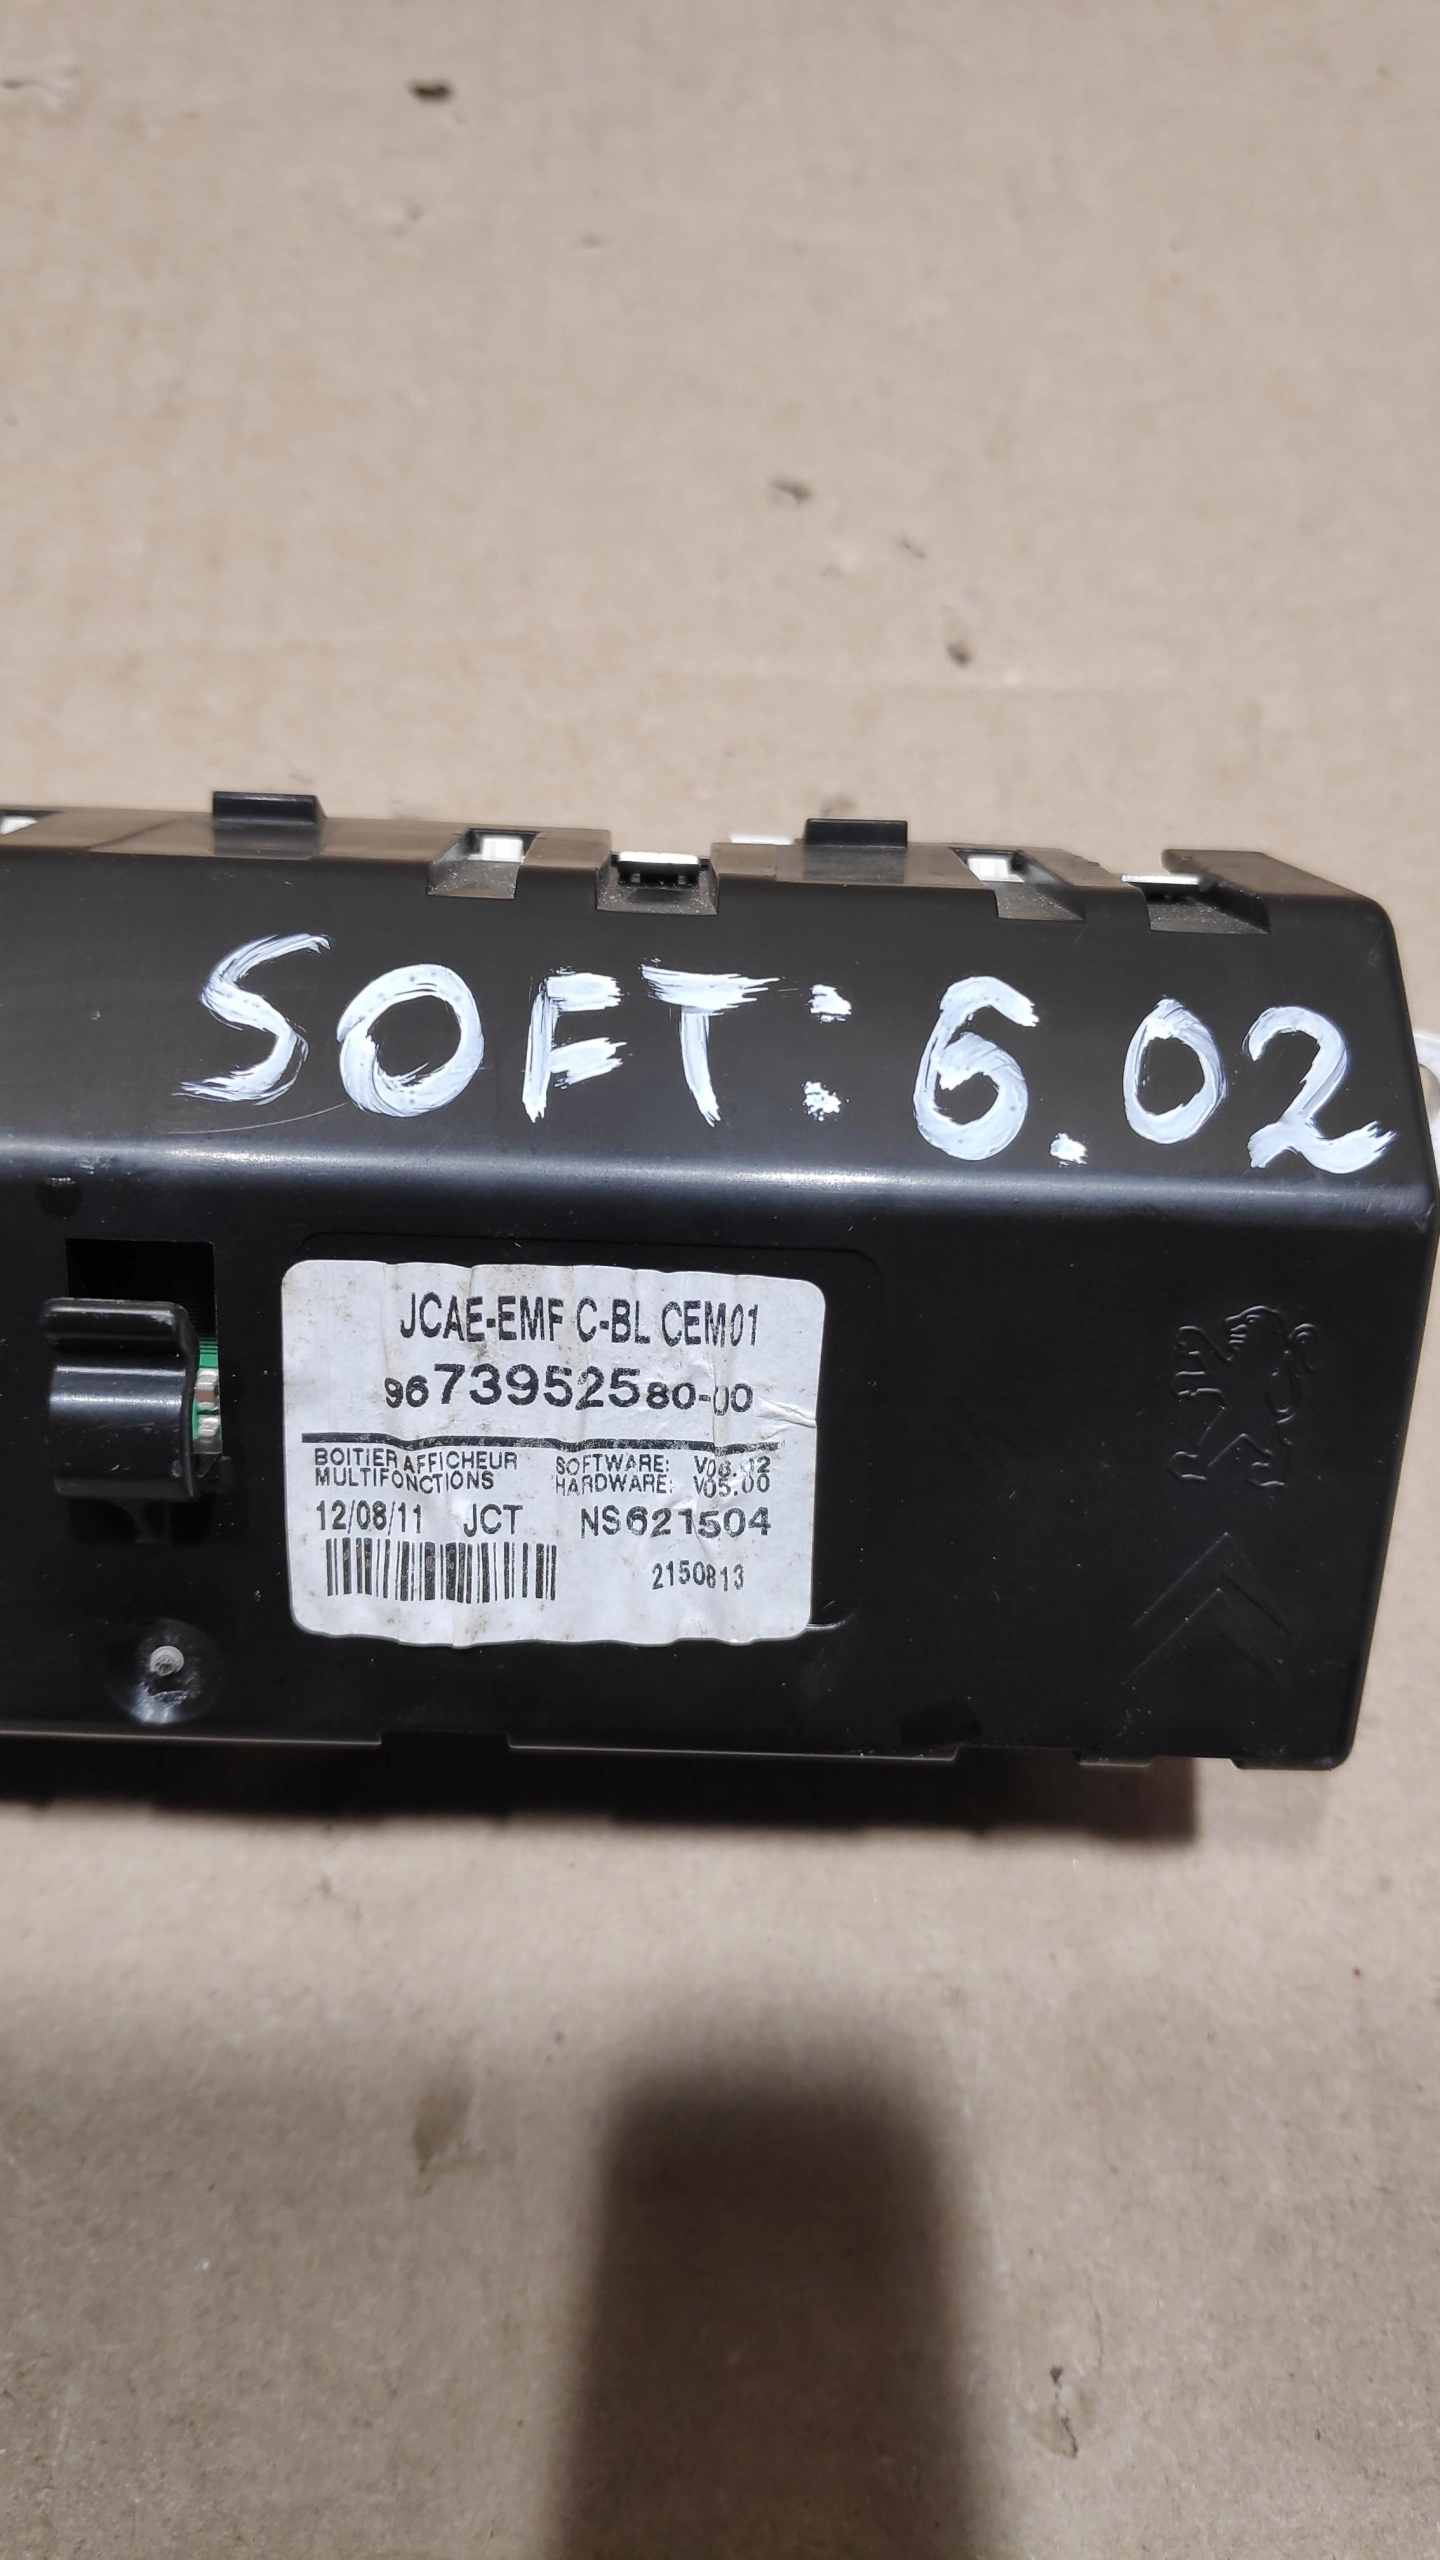 SOFT: 6.02
JCAE-EMF C-BL CEM01
9673952580-00
BOITIER AFFICHEUR
MULTIFONCTIONS
SOFTWARE: V06.02
HARDWARE: V05.00
12/08/11 JCT NS621504
2150813